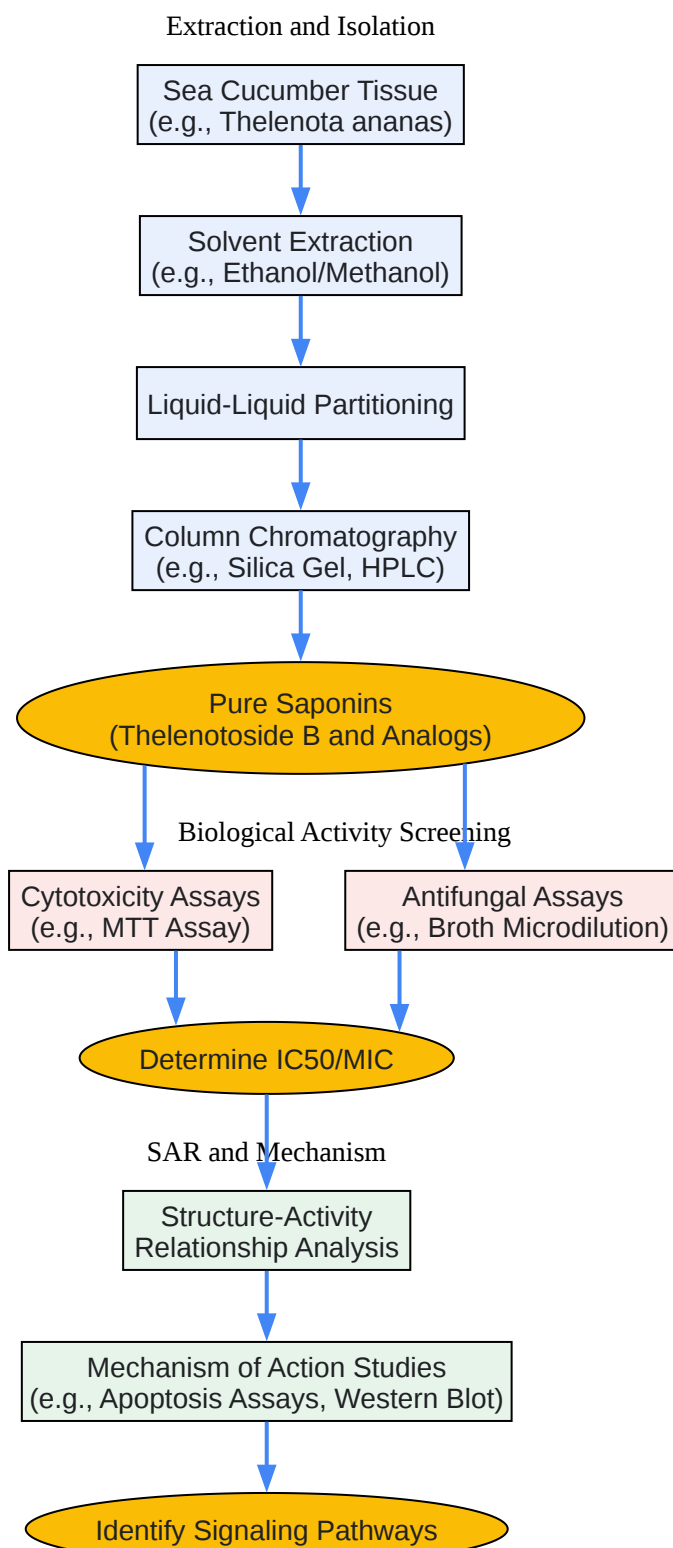 Extraction and Isolation
Sea Cucumber Tissue
(e.g., Thelenota ananas)
Solvent Extraction
(e.g., Ethanol/Methanol)
Liquid-Liquid Partitioning
Column Chromatography
(e.g., Silica Gel, HPLC)
Pure Saponins
(Thelenotoside B and Analogs)
Biological Activity Screening
Cytotoxicity Assays
(e.g., MTT Assay)
Antifungal Assays
(e.g., Broth Microdilution)
Determine IC50/MIC
SAR and Mechanism
Structure-Activity
Relationship Analysis
Mechanism of Action Studies
(e.g., Apoptosis Assays, Western Blot)
Identify Signaling Pathways